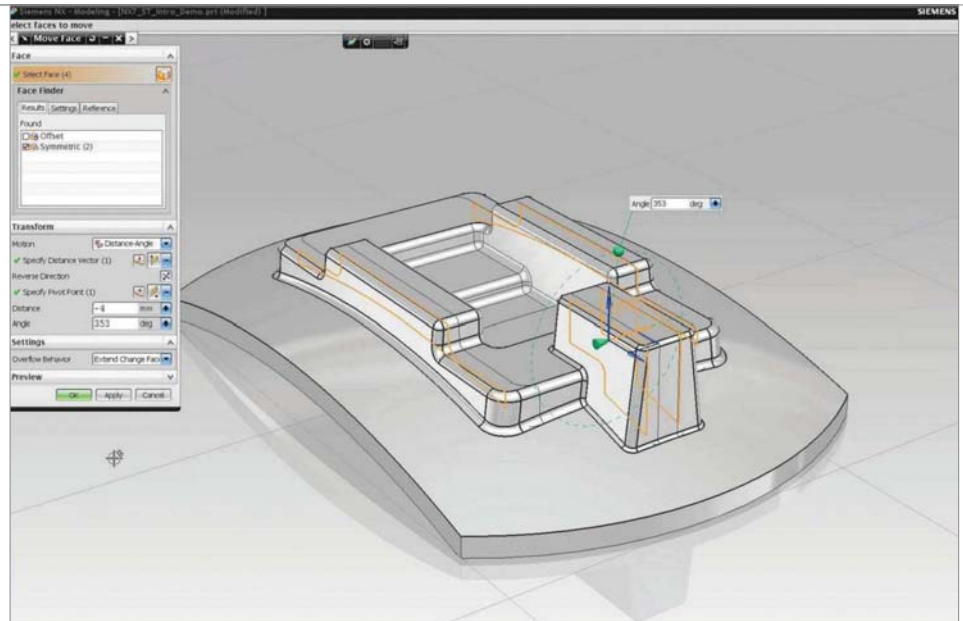 Siemens NX - Modeling - [NX7_ST_Intro_Demo.prt (Modified) ]
SIEMENS
elect faces to move
Move Face
Face
Select Face (4)
Face Finder
Results Settings Reference
Found
Offset
Symmetric (2)
Transform
Motion Distance-Angle
Specify Distance Vector (1)
Reverse Direction
Specify Pivot Point (1)
Distance mm
Angle 353 deg
Settings
Overflow Behavior Extend Change Face
Preview
OK Apply Cancel
Angle 353 deg